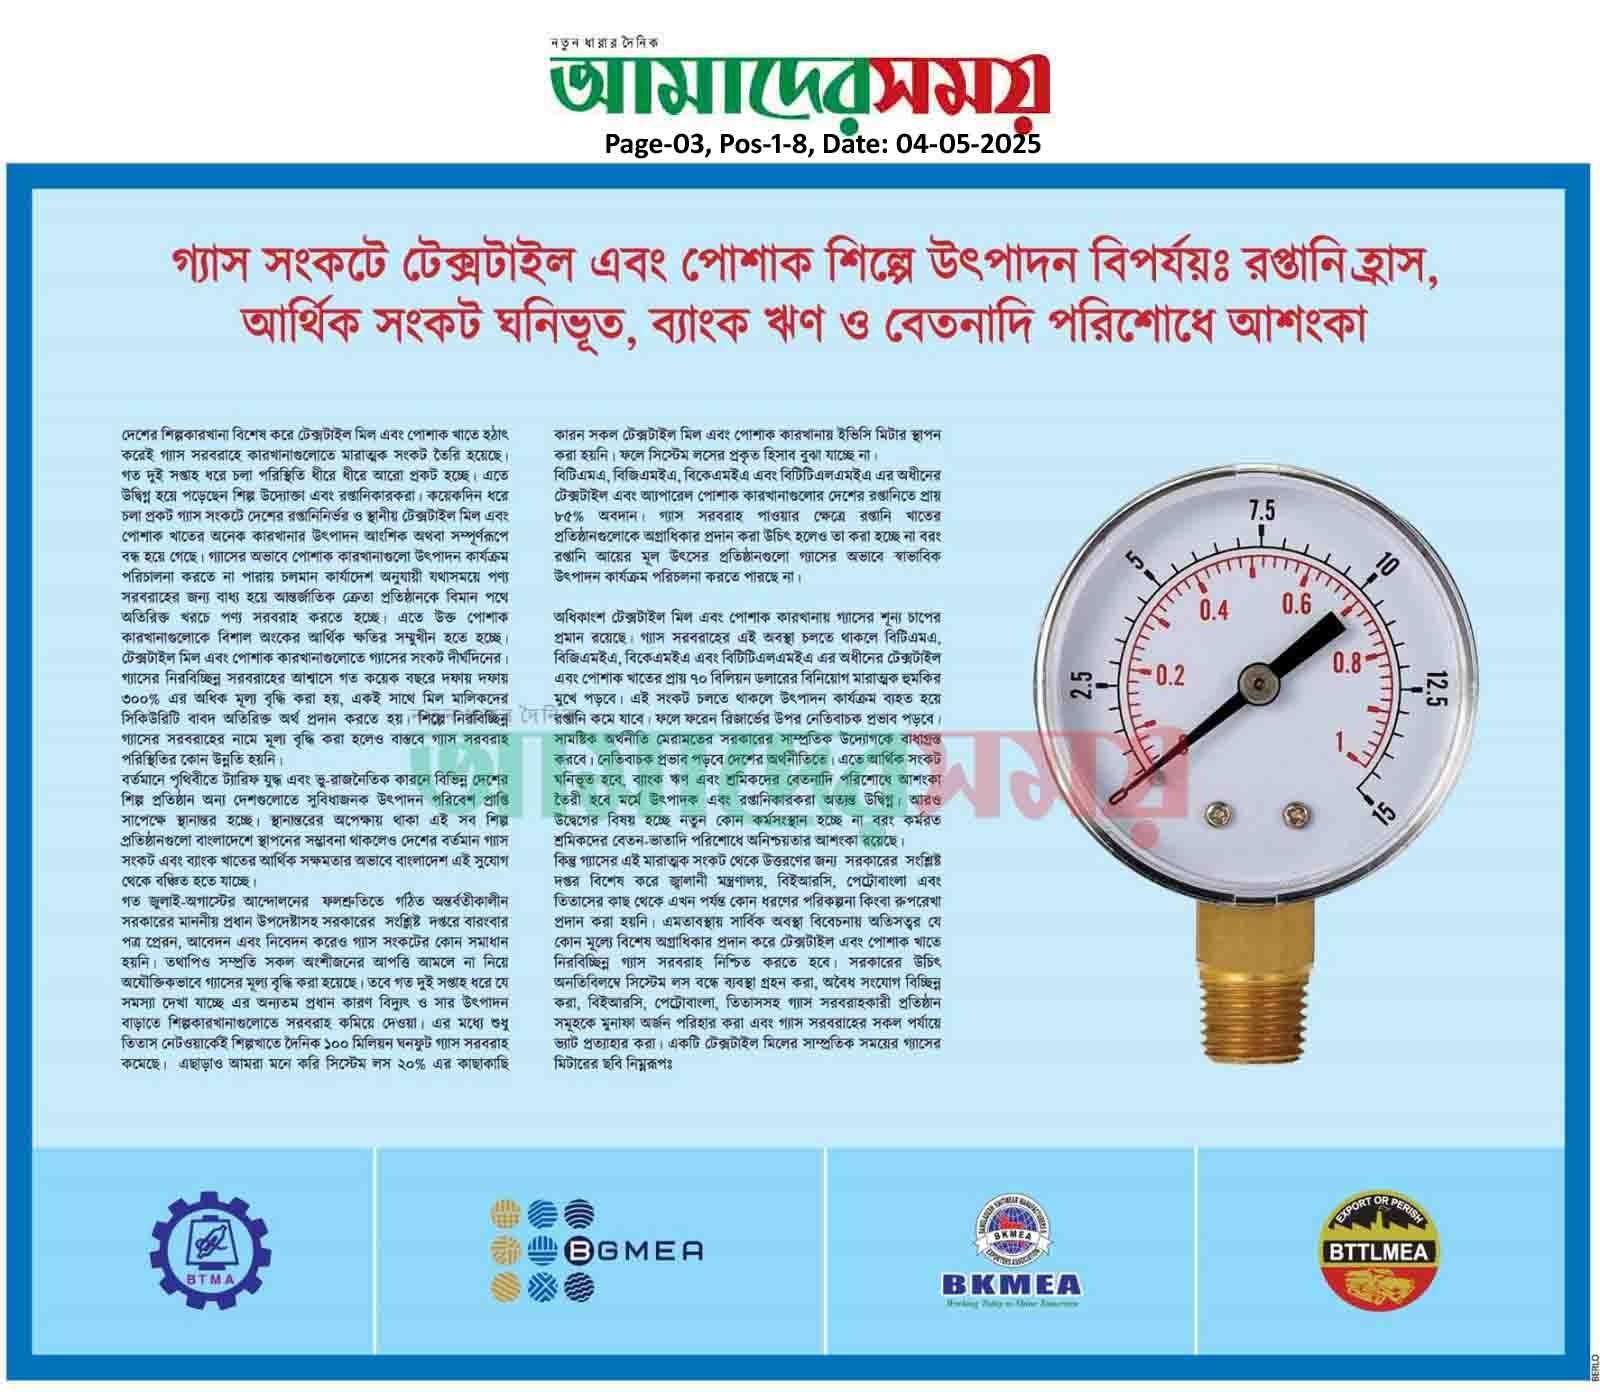 নতুন ধারার দৈনিক
আমাদের সময়
Page-03, Pos-1-8, Date: 04-05-2025
গ্যাস সংকটে টেক্সটাইল এবং পোশাক শিল্পে উৎপাদন বিপর্যয়ঃ রপ্তানি হ্রাস,
আর্থিক সংকট ঘনিভূত, ব্যাংক ঋণ ও বেতনাদি পরিশোধে আশংকা
দেশের শিল্পকারখানা বিশেষ করে টেক্সটাইল মিল এবং পোশাক খাতে হঠাৎ
করেই গ্যাস সরবরাহে কারখানাগুলোতে মারাত্মক সংকট তৈরি হয়েছে।
গত দুই সপ্তাহ ধরে চলা পরিস্থিতি ধীরে ধীরে আরো প্রকট হচ্ছে। এতে
উদ্বিগ্ন হয়ে পড়েছেন শিল্প উদ্যোক্তা এবং রপ্তানিকারকরা। কয়েকদিন ধরে
চলা প্রকট গ্যাস সংকটে দেশের রপ্তানিনির্ভর ও স্থানীয় টেক্সটাইল মিল এবং
পোশাক খাতের অনেক কারখানার উৎপাদন আংশিক অথবা সম্পূর্ণরূপে
বন্ধ হয়ে গেছে। গ্যাসের অভাবে পোশাক কারখানাগুলো উৎপাদন কার্যক্রম
পরিচালনা করতে না পারায় চলমান কার্যাদেশ অনুযায়ী যথাসময়ে পণ্য
সরবরাহের জন্য বাধ্য হয়ে আন্তর্জাতিক ক্রেতা প্রতিষ্ঠানকে বিমান পথে
অতিরিক্ত খরচে পণ্য সরবরাহ করতে হচ্ছে। এতে উক্ত পোশাক
কারখানাগুলোকে বিশাল অংকের আর্থিক ক্ষতির সম্মুখীন হতে হচ্ছে।
টেক্সটাইল মিল এবং পোশাক কারখানাগুলোতে গ্যাসের সংকট দীর্ঘদিনের।
গ্যাসের নিরবিচ্ছিন্ন সরবরাহের আশ্বাসে গত কয়েক বছরে দফায় দফায়
৩০০% এর অধিক মূল্য বৃদ্ধি করা হয়, একই সাথে মিল মালিকদের
সিকিউরিটি বাবদ অতিরিক্ত অর্থ প্রদান করতে হয়। শিল্পে নিরবিচ্ছিন্ন
গ্যাসের সরবরাহের নামে মূল্য বৃদ্ধি করা হলেও বাস্তবে গ্যাস সরবরাহ
পরিস্থিতির কোন উন্নতি হয়নি।
বর্তমানে পৃথিবীতে ট্যারিফ যুদ্ধ এবং ভূ-রাজনৈতিক কারনে বিভিন্ন দেশের
শিল্প প্রতিষ্ঠান অন্য দেশগুলোতে সুবিধাজনক উৎপাদন পরিবেশ প্রাপ্তি
সাপেক্ষে স্থানান্তর হচ্ছে। স্থানান্তরের অপেক্ষায় থাকা এই সব শিল্প
প্রতিষ্ঠানগুলো বাংলাদেশে স্থাপনের সম্ভাবনা থাকলেও দেশের বর্তমান গ্যাস
সংকট এবং ব্যাংক খাতের আর্থিক সক্ষমতার অভাবে বাংলাদেশ এই সুযোগ
থেকে বঞ্চিত হতে যাচ্ছে।
গত জুলাই-আগস্টের আন্দোলনের ফলশ্রুতিতে গঠিত অন্তর্বর্তীকালীন
সরকারের মাননীয় প্রধান উপদেষ্টাসহ সরকারের সংশ্লিষ্ট দপ্তরে বারংবার
পত্র প্রেরন, আবেদন এবং নিবেদন করেও গ্যাস সংকটের কোন সমাধান
হয়নি। তথাপিও সম্প্রতি সকল অংশীজনের আপত্তি আমলে না নিয়ে
অযৌক্তিকভাবে গ্যাসের মূল্য বৃদ্ধি করা হয়েছে। তবে গত দুই সপ্তাহ ধরে যে
সমস্যা দেখা যাচ্ছে এর অন্যতম প্রধান কারণ বিদ্যুৎ ও সার উৎপাদন
বাড়াতে শিল্পকারখানাগুলোতে সরবরাহ কমিয়ে দেওয়া। এর মধ্যে শুধু
তিতাস নেটওয়ার্কেই শিল্পখাতে দৈনিক ১০০ মিলিয়ন ঘনফুট গ্যাস সরবরাহ
কমেছে। এছাড়াও আমরা মনে করি সিস্টেম লস ২০% এর কাছাকাছি
কারন সকল টেক্সটাইল মিল এবং পোশাক কারখানায় ইভিসি মিটার স্থাপন
করা হয়নি। ফলে সিস্টেম লসের প্রকৃত হিসাব বুঝা যাচ্ছে না।
বিটিএমএ, বিজিএমইএ, বিকেএমইএ এবং বিটিটিএলএমইএ এর অধীনের
টেক্সটাইল এবং অ্যাপারেল পোশাক কারখানাগুলোর দেশের রপ্তানিতে প্রায়
৮৫% অবদান। গ্যাস সরবরাহ পাওয়ার ক্ষেত্রে রপ্তানি খাতের
প্রতিষ্ঠানগুলোকে অগ্রাধিকার প্রদান করা উচিৎ হলেও তা করা হচ্ছে না বরং
রপ্তানি আয়ের মূল উৎসের প্রতিষ্ঠানগুলো গ্যাসের অভাবে স্বাভাবিক
উৎপাদন কার্যক্রম পরিচালনা করতে পারছে না।
অধিকাংশ টেক্সটাইল মিল এবং পোশাক কারখানায় গ্যাসের শূন্য চাপের
প্রমান রয়েছে। গ্যাস সরবরাহের এই অবস্থা চলতে থাকলে বিটিএমএ,
বিজিএমইএ, বিকেএমইএ এবং বিটিটিএলএমইএ এর অধীনের টেক্সটাইল
এবং পোশাক খাতের প্রায় ৭০ বিলিয়ন ডলারের বিনিয়োগ মারাত্মক হুমকির
মুখে পড়বে। এই সংকট চলতে থাকলে উৎপাদন কার্যক্রম ব্যহত হয়ে
রপ্তানি কমে যাবে। ফলে ফরেন রিজার্ভের উপর নেতিবাচক প্রভাব পড়বে।
সামষ্টিক অর্থনীতি মেরামতের সরকারের সাম্প্রতিক উদ্যোগকে বাধাগ্রস্ত
করবে। নেতিবাচক প্রভাব পড়বে দেশের অর্থনীতিতে। এতে আর্থিক সংকট
ঘনিভূত হবে, ব্যাংক ঋণ এবং শ্রমিকদের বেতনাদি পরিশোধে আশংকা
তৈরী হবে মর্মে উৎপাদক এবং রপ্তানিকারকরা অত্যন্ত উদ্বিগ্ন। আরও
উদ্বেগের বিষয় হচ্ছে নতুন কোন কর্মসংস্থান হচ্ছে না বরং কর্মরত
শ্রমিকদের বেতন-ভাতাদি পরিশোধে অনিশ্চয়তার আশংকা রয়েছে।
কিন্তু গ্যাসের এই মারাত্মক সংকট থেকে উত্তরণের জন্য সরকারের সংশ্লিষ্ট
দপ্তর বিশেষ করে জ্বালানী মন্ত্রণালয়, বিইআরসি, পেট্রোবাংলা এবং
তিতাসের কাছ থেকে এখন পর্যন্ত কোন ধরণের পরিকল্পনা কিংবা রুপরেখা
প্রদান করা হয়নি। এমতাবস্থায় সার্বিক অবস্থা বিবেচনায় অতিসত্বর যে
কোন মূল্যে বিশেষ অগ্রাধিকার প্রদান করে টেক্সটাইল এবং পোশাক খাতে
নিরবিচ্ছিন্ন গ্যাস সরবরাহ নিশ্চিত করতে হবে। সরকারের উচিৎ
অনতিবিলম্বে সিস্টেম লস বন্ধে ব্যবস্থা গ্রহন করা, অবৈধ সংযোগ বিচ্ছিন্ন
করা, বিইআরসি, পেট্রোবাংলা, তিতাসসহ গ্যাস সরবরাহকারী প্রতিষ্ঠান
সমূহকে মুনাফা অর্জন পরিহার করা এবং গ্যাস সরবরাহের সকল পর্যায়ে
ভ্যাট প্রত্যাহার করা। একটি টেক্সটাইল মিলের সাম্প্রতিক সময়ের গ্যাসের
মিটারের ছবি নিম্নরূপঃ
0 2.5 5 7.5 10 12.5 15
0.2 0.4 0.6 0.8 1
BTMA
BGMEA
BKMEA
BKMEA
Working Today to Shine Tomorrow
EXPORT OR PERISH
BTTLMEA
BERLO